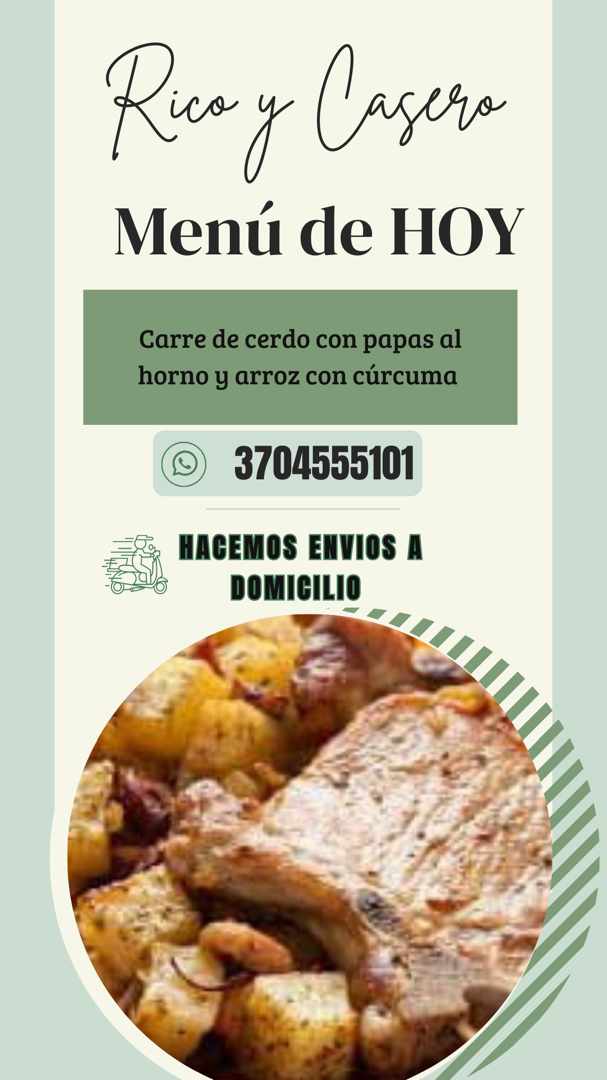 Rico y Casero
Menú de HOY
Carre de cerdo con papas al
horno y arroz con cúrcuma
3704555101
HACEMOS ENVIOS A
DOMICILIO